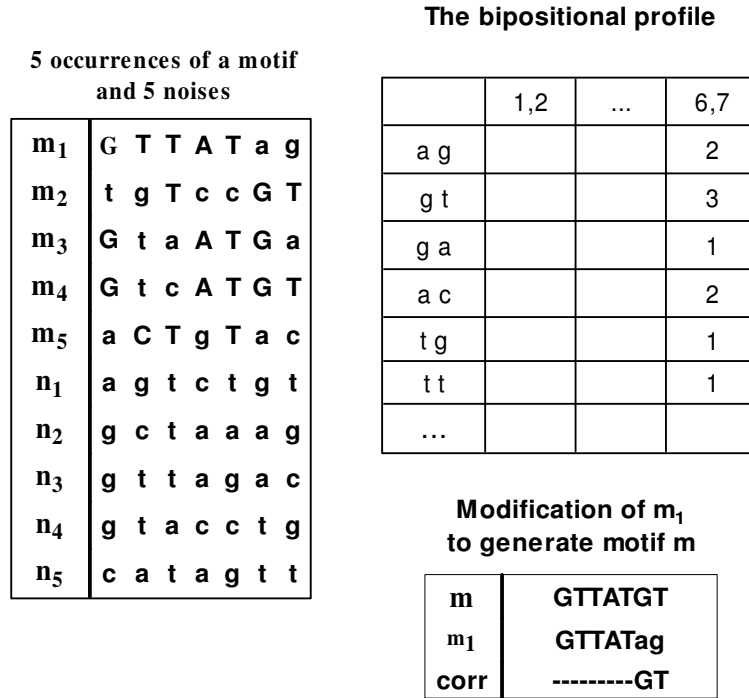 5 occurrences of a motif
and 5 noises
m1 G T T A T a g
m2 t g T c c G T
m3 G t a A T G a
m4 G t c A T G T
m5 a C T g T a c
n1 a g t c t g t
n2 g c t a a a g
n3 g t t a g a c
n4 g t a c c t g
n5 c a t a g t t
The bipositional profile
1,2 ... 6,7
a g 2
g t 3
g a 1
a c 2
t g 1
t t 1
...
Modification of m1
to generate motif m
m GTTATGT
m1 GTTATag
corr ---------GT